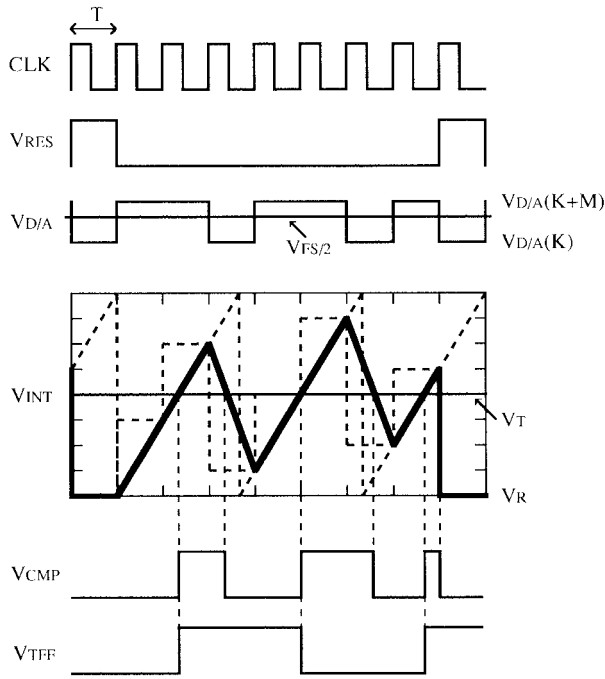 T
CLK
VRES
VD/A
VD/A(K+M)
VFS/2
VD/A(K)
VINT
VT
VR
VCMP
VTFF